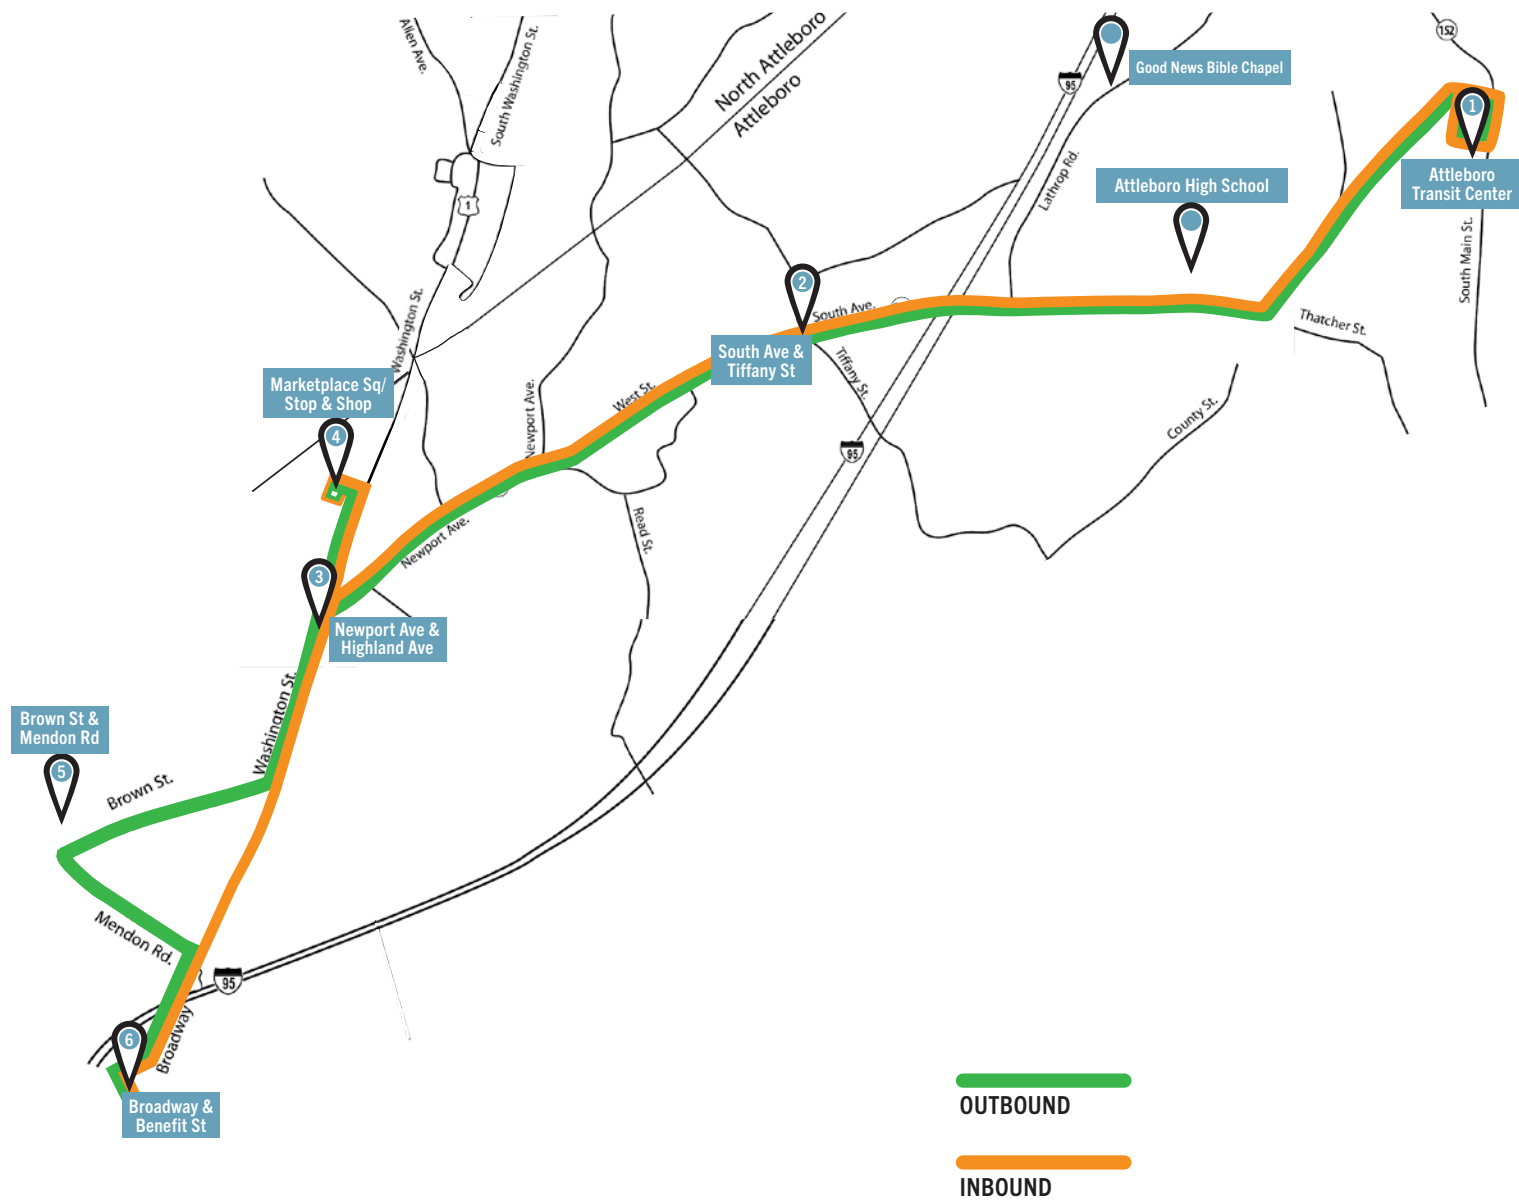 Allen Ave.
South Washington St.
North Attleboro
Attleboro
95
Good News Bible Chapel
152
1
Attleboro
Transit Center
Lathrop Rd.
Attleboro High School
1
South Main St.
2
South Ave.
South Ave &
Tiffany St
Tiffany St.
Thatcher St.
Washington St.
Marketplace Sq/
Stop & Shop
4
Newport Ave.
West St.
County St.
95
Newport Ave.
Read St.
3
Newport Ave &
Highland Ave
Washington St.
Brown St &
Mendon Rd
5
Brown St.
Mendon Rd.
95
Broadway
6
Broadway &
Benefit St
OUTBOUND
INBOUND